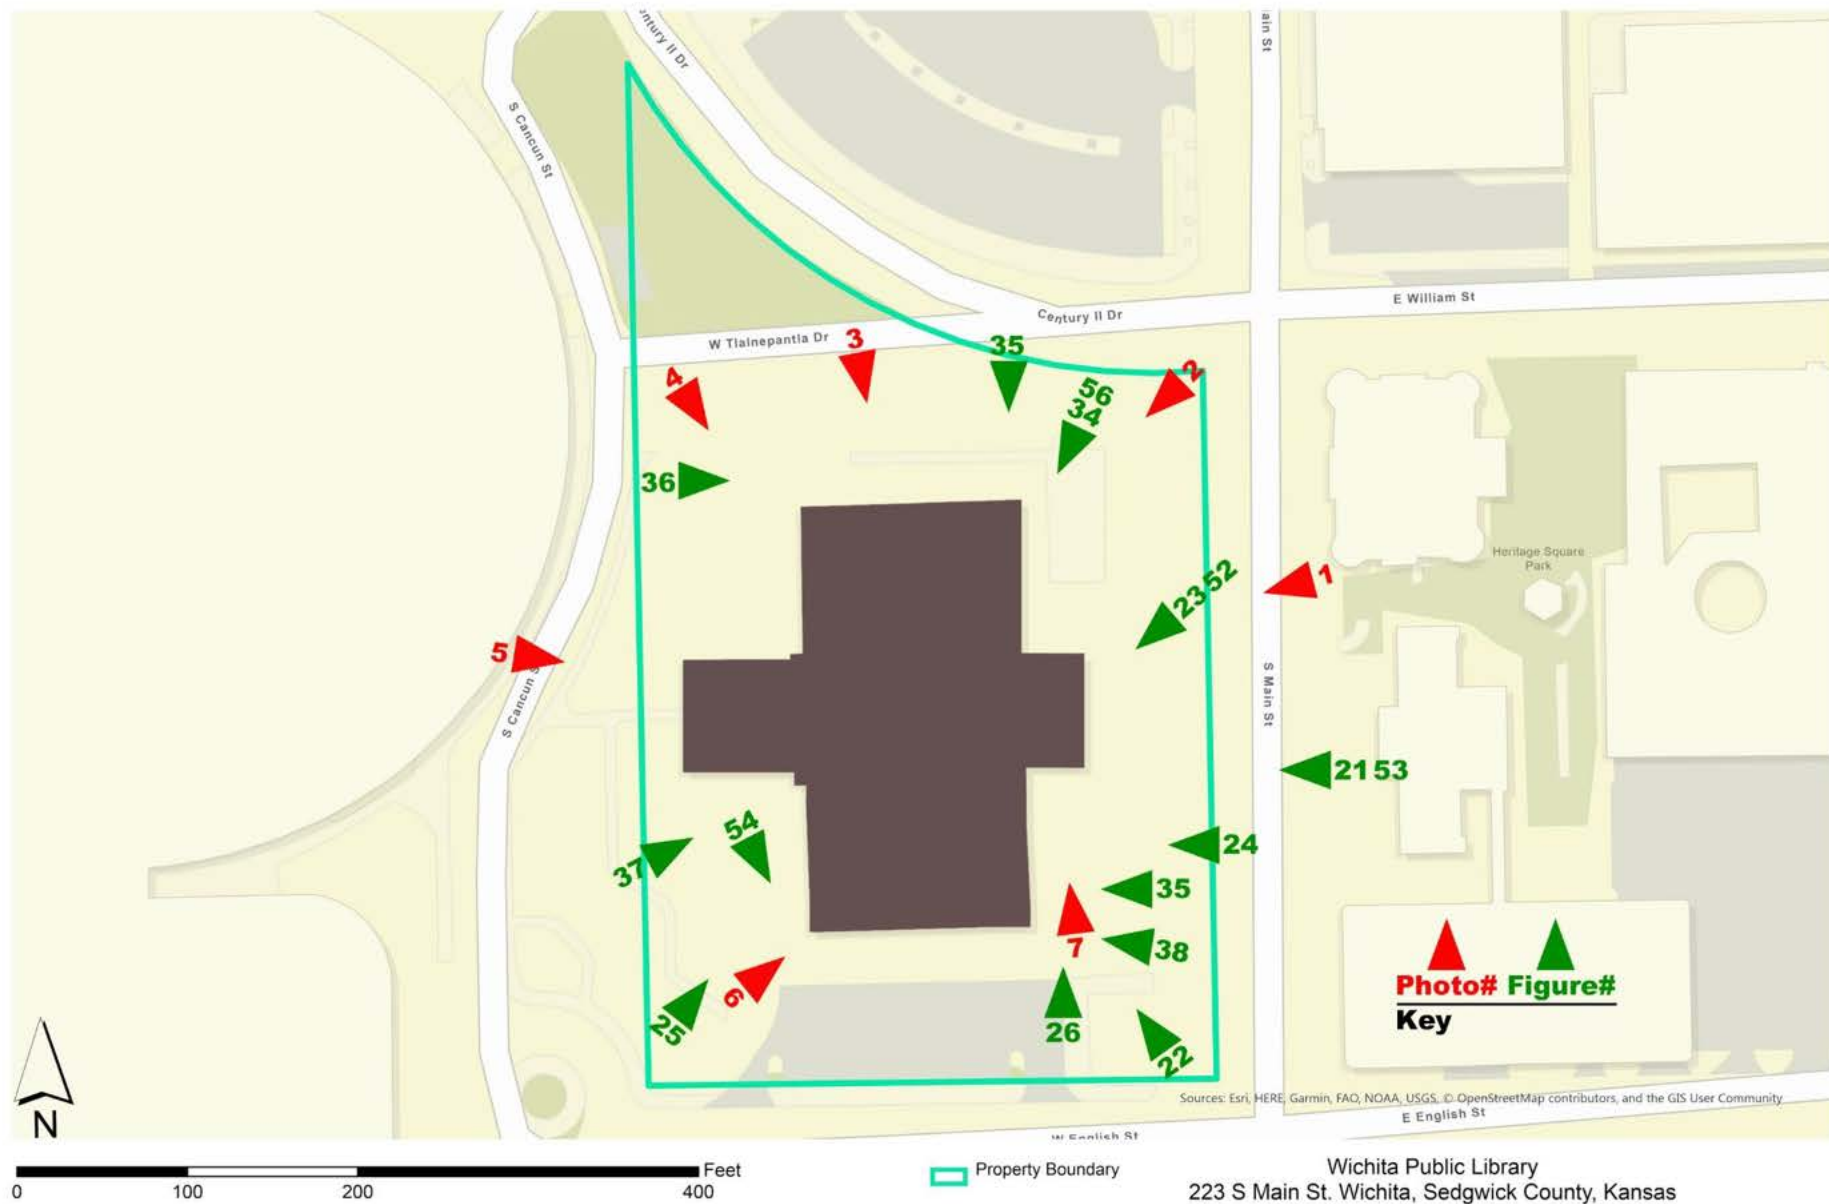 ntury II Dr
ain St
S Cancun St
E William St
Century II Dr
W Tlalnepantla Dr
3
35
2
4
56
34
36
Heritage Square
Park
1
23 52
5
S Cancun S
S Main St
21 53
54
24
37
35
7
38
6
25
26
22
Photo# Figure#
Key
N
Sources: Esri, HERE, Garmin, FAO, NOAA, USGS, © OpenStreetMap contributors, and the GIS User Community
E English St
W English St
0 100 200 400 Feet
Property Boundary
Wichita Public Library
223 S Main St. Wichita, Sedgwick County, Kansas